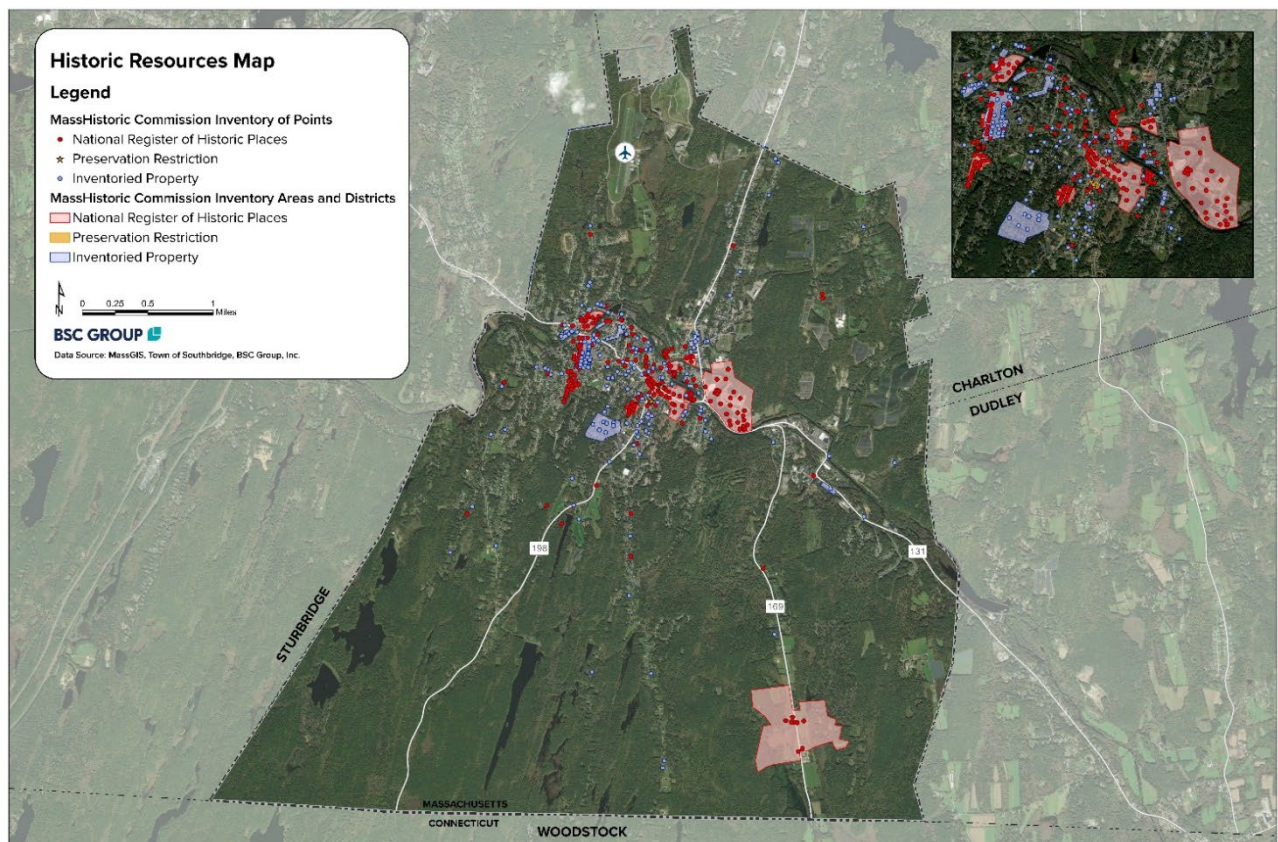 Historic Resources Map
Legend
MassHistoric Commission Inventory of Points
National Register of Historic Places
Preservation Restriction
Inventoried Property
MassHistoric Commission Inventory Areas and Districts
National Register of Historic Places
Preservation Restriction
Inventoried Property
N
0 0.25 0.5 1
Miles
BSC GROUP
Data Source: MassGIS, Town of Southbridge, BSC Group, Inc.
CHARLTON
DUDLEY
198
131
169
STURBRIDGE
MASSACHUSETTS
CONNECTICUT
WOODSTOCK